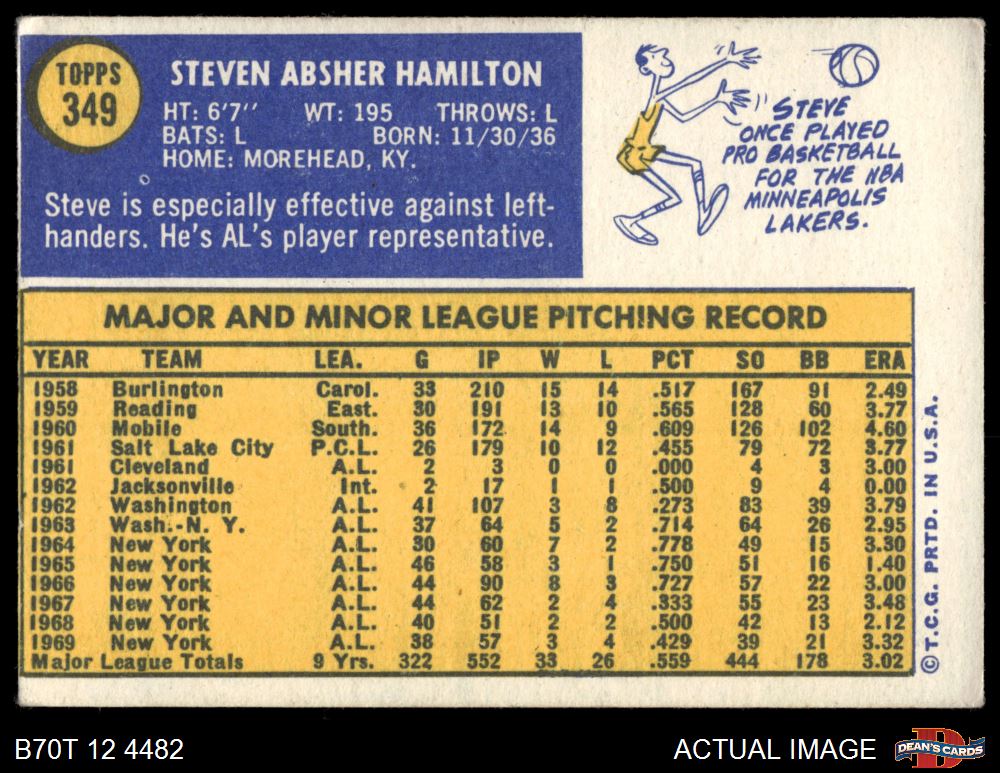 TOPPS
349
STEVEN ABSHER HAMILTON
HT: 6'7'' WT: 195 THROWS: L
BATS: L BORN: 11/30/36
HOME: MOREHEAD, KY.
Steve is especially effective against left-
handers. He's AL's player representative.
STEVE
ONCE PLAYED
PRO BASKETBALL
FOR THE NBA
MINNEAPOLIS
LAKERS.
MAJOR AND MINOR LEAGUE PITCHING RECORD
YEAR TEAM LEA. G IP W L PCT SO BB ERA
1958 Burlington Carol. 33 210 15 14 .517 167 91 2.49
1959 Reading East. 30 191 13 10 .565 128 60 3.77
1960 Mobile South. 36 172 14 9 .609 126 102 4.60
1961 Salt Lake City P.C.L. 26 179 10 12 .455 79 72 3.77
1961 Cleveland A.L. 2 3 0 0 .000 4 3 3.00
1962 Jacksonville Int. 2 17 1 1 .500 9 4 0.00
1962 Washington A.L. 41 107 3 8 .273 83 39 3.79
1963 Wash.-N. Y. A.L. 37 64 5 2 .714 64 26 2.95
1964 New York A.L. 30 60 7 2 .778 49 15 3.30
1965 New York A.L. 46 58 3 1 .750 51 16 1.40
1966 New York A.L. 44 90 8 3 .727 57 22 3.00
1967 New York A.L. 44 62 2 4 .333 55 23 3.48
1968 New York A.L. 40 51 2 2 .500 42 13 2.12
1969 New York A.L. 38 57 3 4 .429 39 21 3.32
Major League Totals 9 Yrs. 322 552 33 26 .559 444 178 3.02
© T.C.G. PRTD. IN U.S.A.
B70T 12 4482
ACTUAL IMAGE
D
DEAN'S CARDS